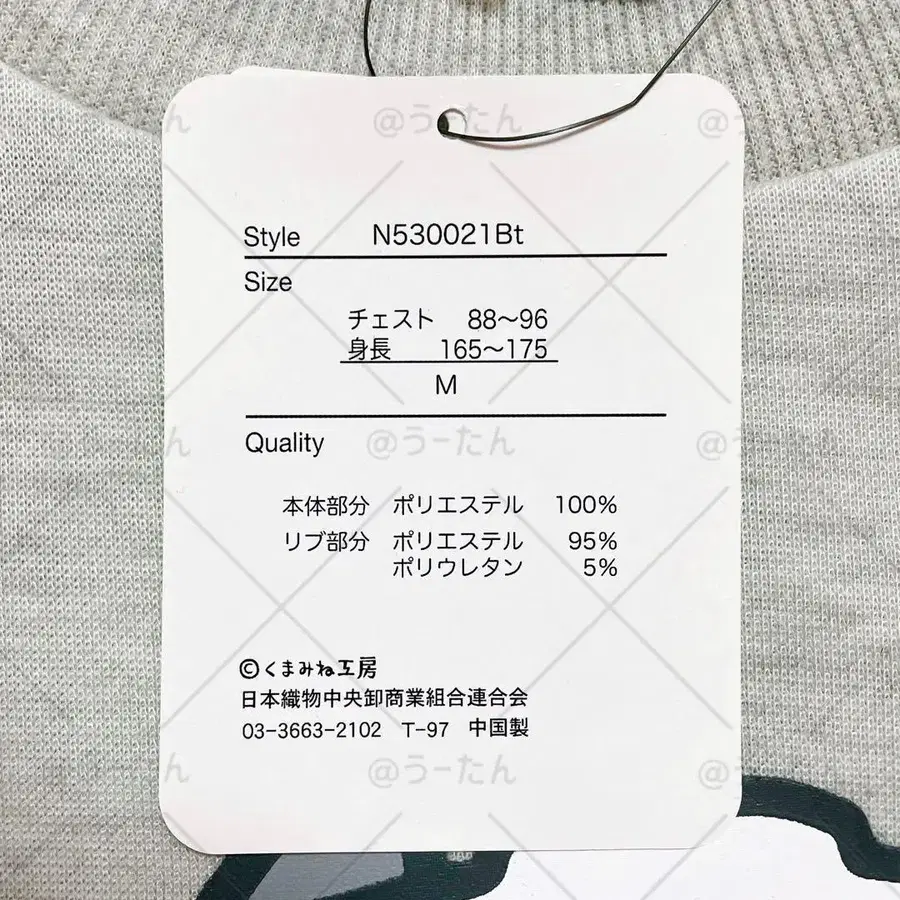 @うーたん
Style N530021Bt
Size
チェスト 88〜96
身長 165〜175
M
Quality
@うーたん
本体部分 ポリエステル 100%
リブ部分 ポリエステル 95%
ポリウレタン 5%
©くまみね工房
日本織物中央卸商業組合連合会
03-3663-2102 T-97 中国製
@うーたん